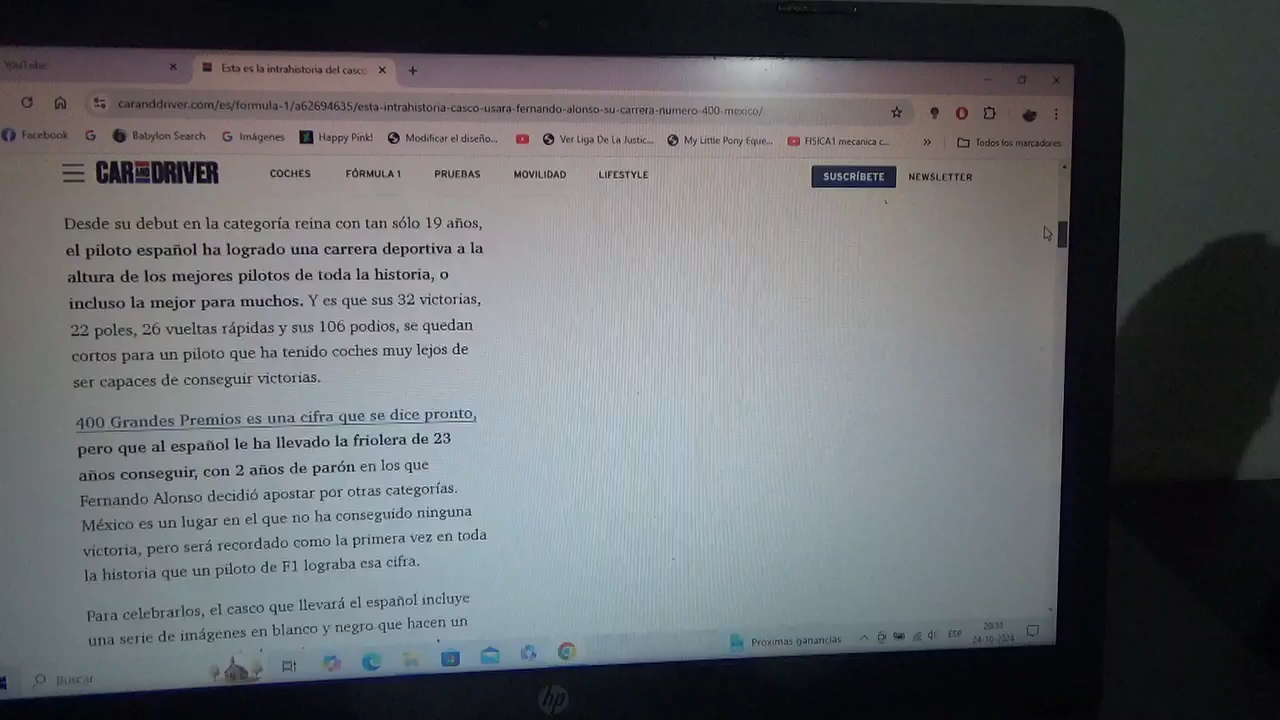 YouTube
Esta es la intrahistoria del casco
caranddriver.com/es/formula-1/a62694635/esta-intrahistoria-casco-usara-fernando-alonso-su-carrera-numero-400-mexico/
Facebook G Babylon Search G Imágenes Happy Pink! Modificar el diseño... Ver Liga De La Justic... My Little Pony Eque... FISICA1 mecanica c... » Todos los marcadores
CAR AND DRIVER COCHES FÓRMULA 1 PRUEBAS MOVILIDAD LIFESTYLE SUSCRÍBETE NEWSLETTER
Desde su debut en la categoría reina con tan sólo 19 años,
el piloto español ha logrado una carrera deportiva a la
altura de los mejores pilotos de toda la historia, o
incluso la mejor para muchos. Y es que sus 32 victorias,
22 poles, 26 vueltas rápidas y sus 106 podios, se quedan
cortos para un piloto que ha tenido coches muy lejos de
ser capaces de conseguir victorias.
400 Grandes Premios es una cifra que se dice pronto,
pero que al español le ha llevado la friolera de 23
años conseguir, con 2 años de parón en los que
Fernando Alonso decidió apostar por otras categorías.
México es un lugar en el que no ha conseguido ninguna
victoria, pero será recordado como la primera vez en toda
la historia que un piloto de F1 lograba esa cifra.
Para celebrarlos, el casco que llevará el español incluye
una serie de imágenes en blanco y negro que hacen un
Buscar
Próximas ganancias
ESP
24-10-2024
hp